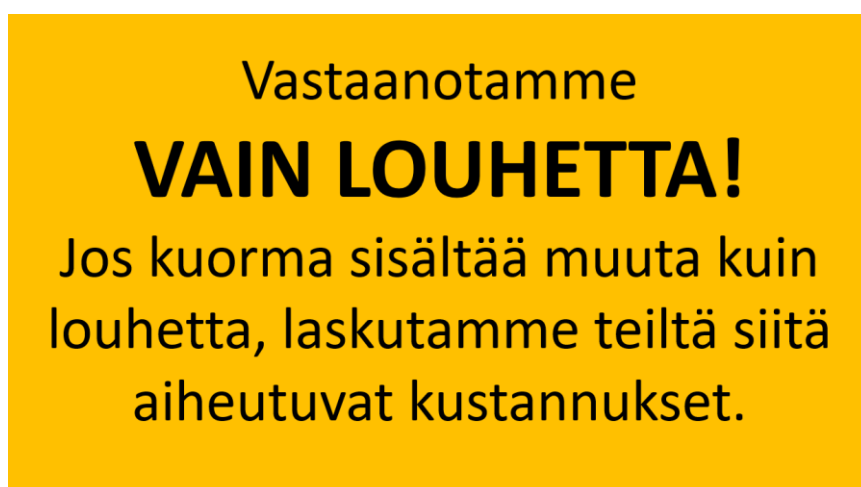 Vastaanotamme
VAIN LOUHETTA!
Jos kuorma sisältää muuta kuin
louhetta, laskutamme teiltä siitä
aiheutuvat kustannukset.